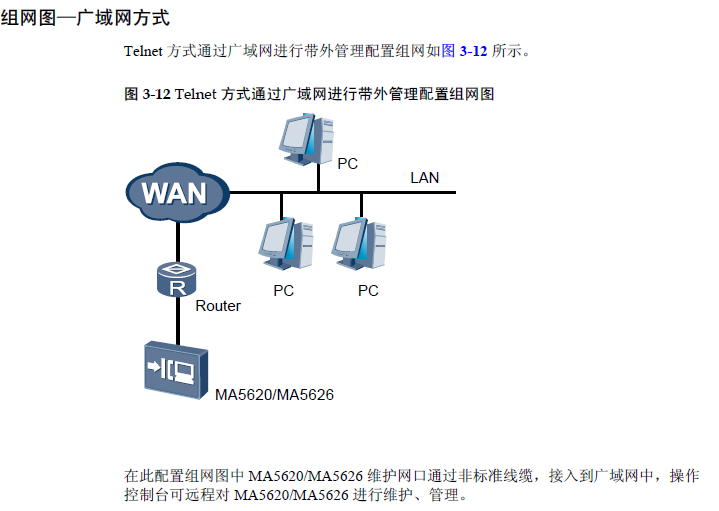 组网图—广域网方式
Telnet 方式通过广域网进行带外管理配置组网如图 3-12 所示。
图 3-12 Telnet 方式通过广域网进行带外管理配置组网图
PC
LAN
WAN
PC
PC
R
Router
MA5620/MA5626
在此配置组网图中 MA5620/MA5626 维护网口通过非标准线缆，接入到广域网中，操作
控制台可远程对 MA5620/MA5626 进行维护、管理。